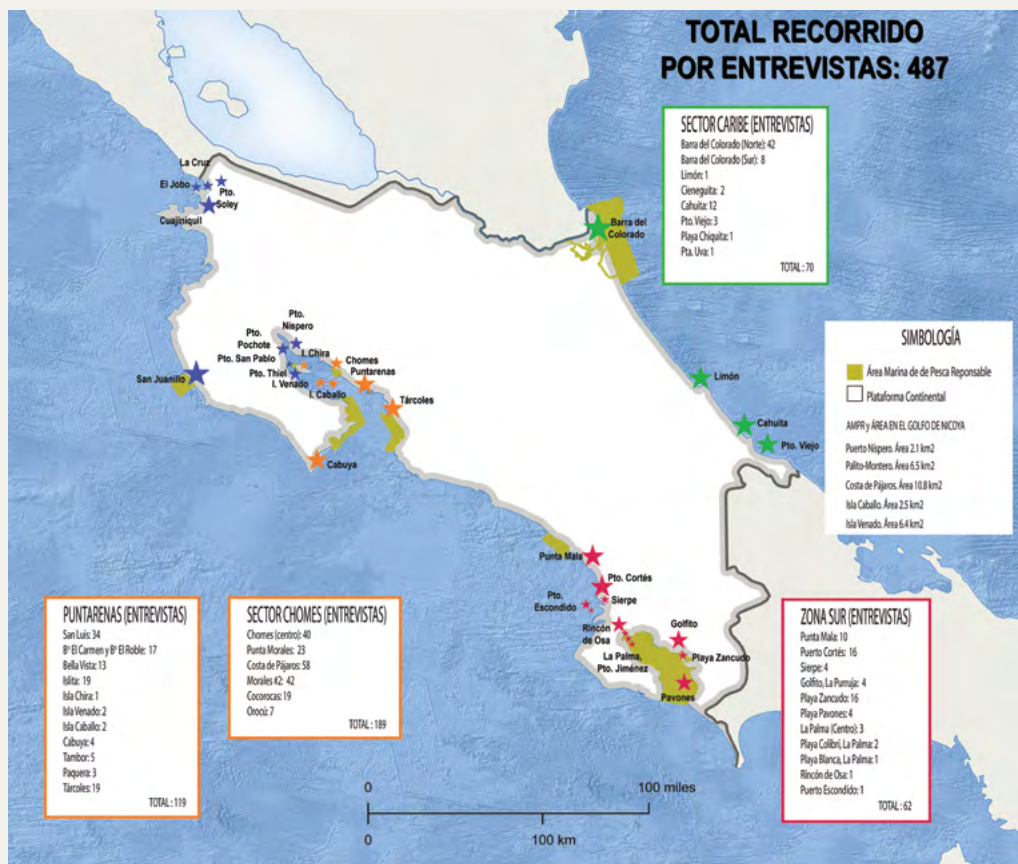 TOTAL RECORRIDO
POR ENTREVISTAS: 487
SECTOR CARIBE (ENTREVISTAS)
Barra del Colorado (Norte): 42
Barra del Colorado (Sur): 8
Limón: 1
Cieneguita: 2
Cahuita: 12
Pto. Viejo: 3
Playa Chiquita: 1
Pta. Uva: 1
TOTAL: 70
La Cruz
El Jobo
Pto.
Soley
Cuajiniquil
Barra del
Colorado
Pto.
Nispero
Pto.
Pochote
I. Chira
Pto. San Pablo
Chomes
Puntarenas
Pto. Thiel
San Juanillo
I. Venado
I. Caballo
Tárcoles
Cabuya
Limón
Cahuita
Pto. Viejo
SIMBOLOGÍA
Área Marina de de Pesca Reponsable
Plataforma Continental
AMPR y ÁREA EN EL GOLFO DE NICOYA
Puerto Níspero. Área 2.1 km2
Palito-Montero. Área 6.5 km2
Costa de Pájaros. Área 10.8 km2
Isla Caballo. Área 2.5 km2
Isla Venado. Área 6.4 km2
Punta Mala
Pto. Cortés
Pto.
Escondido
Sierpe
Rincón
de Osa
Golfito
La Palma,
Pto. Jiménez
Playa Zancudo
Pavones
PUNTARENAS (ENTREVISTAS)
San Luis: 34
Bº El Carmen y Bº El Roble: 17
Bella Vista: 13
Islita: 19
Isla Chira: 1
Isla Venado: 2
Isla Caballo: 2
Cabuya: 4
Tambor: 5
Paquera: 3
Tárcoles: 19
TOTAL: 119
SECTOR CHOMES (ENTREVISTAS)
Chomes (centro): 40
Punta Morales: 23
Costa de Pájaros: 58
Morales #2: 42
Cocorocas: 19
Orocú: 7
TOTAL: 189
ZONA SUR (ENTREVISTAS)
Punta Mala: 10
Puerto Cortés: 16
Sierpe: 4
Golfito, La Purruja: 4
Playa Zancudo: 16
Playa Pavones: 4
La Palma (Centro): 3
Playa Colibrí, La Palma: 2
Playa Blanca, La Palma: 1
Rincón de Osa: 1
Puerto Escondido: 1
TOTAL: 62
0
100 miles
0
100 km